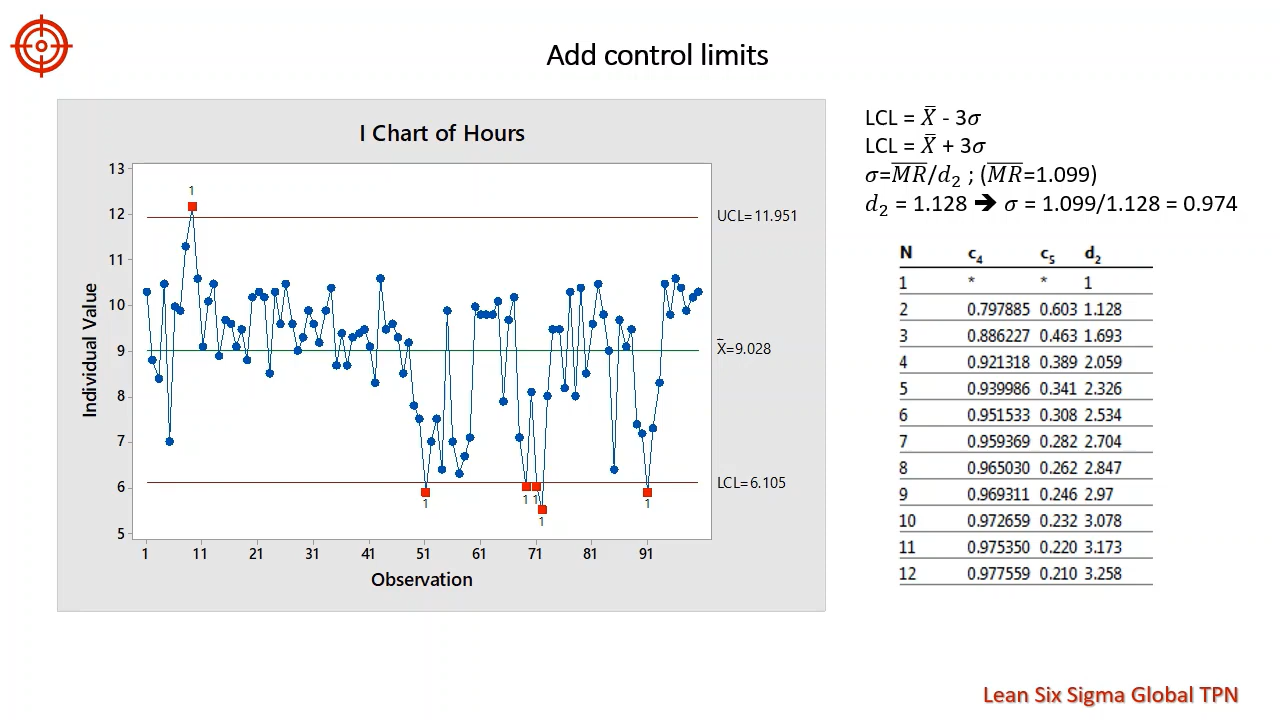 Add control limits
I Chart of Hours
13
12
11
10
9
8
7
6
5
Individual Value
1
1
1
1
1
1
UCL=11.951
X̅=9.028
LCL=6.105
1 11 21 31 41 51 61 71 81 91
Observation
LCL = X̅ - 3σ
LCL = X̅ + 3σ
σ=M̅R̅/d₂ ; (M̅R̅=1.099)
d₂ = 1.128 🡺 σ = 1.099/1.128 = 0.974
N c₄ c₅ d₂
1 * * 1
2 0.797885 0.603 1.128
3 0.886227 0.463 1.693
4 0.921318 0.389 2.059
5 0.939986 0.341 2.326
6 0.951533 0.308 2.534
7 0.959369 0.282 2.704
8 0.965030 0.262 2.847
9 0.969311 0.246 2.97
10 0.972659 0.232 3.078
11 0.975350 0.220 3.173
12 0.977559 0.210 3.258
Lean Six Sigma Global TPN